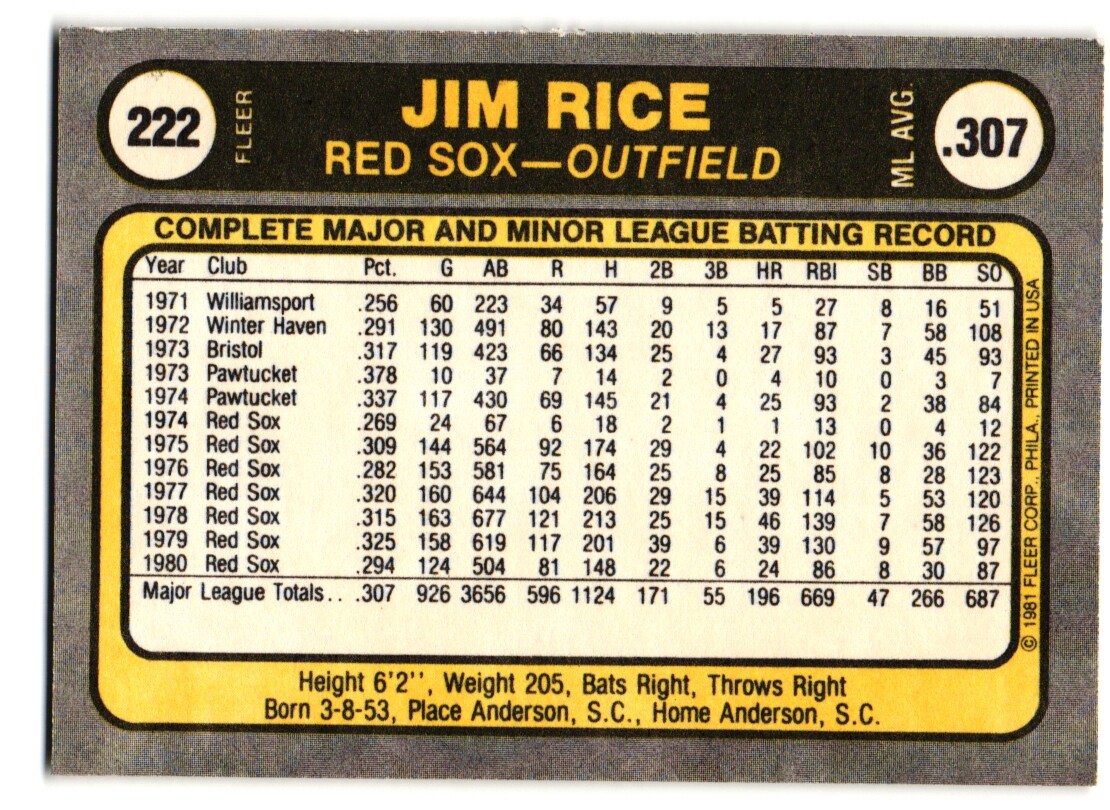 222 FLEER JIM RICE ML AVG. .307
RED SOX—OUTFIELD
COMPLETE MAJOR AND MINOR LEAGUE BATTING RECORD
Year Club Pct. G AB R H 2B 3B HR RBI SB BB SO
1971 Williamsport .256 60 223 34 57 9 5 5 27 8 16 51
1972 Winter Haven .291 130 491 80 143 20 13 17 87 7 58 108
1973 Bristol .317 119 423 66 134 25 4 27 93 3 45 93
1973 Pawtucket .378 10 37 7 14 2 0 4 10 0 3 7
1974 Pawtucket .337 117 430 69 145 21 4 25 93 2 38 84
1974 Red Sox .269 24 67 6 18 2 1 1 13 0 4 12
1975 Red Sox .309 144 564 92 174 29 4 22 102 10 36 122
1976 Red Sox .282 153 581 75 164 25 8 25 85 8 28 123
1977 Red Sox .320 160 644 104 206 29 15 39 114 5 53 120
1978 Red Sox .315 163 677 121 213 25 15 46 139 7 58 126
1979 Red Sox .325 158 619 117 201 39 6 39 130 9 57 97
1980 Red Sox .294 124 504 81 148 22 6 24 86 8 30 87
Major League Totals.. .307 926 3656 596 1124 171 55 196 669 47 266 687
© 1981 FLEER CORP., PHILA., PRINTED IN USA
Height 6'2'', Weight 205, Bats Right, Throws Right
Born 3-8-53, Place Anderson, S.C., Home Anderson, S.C.